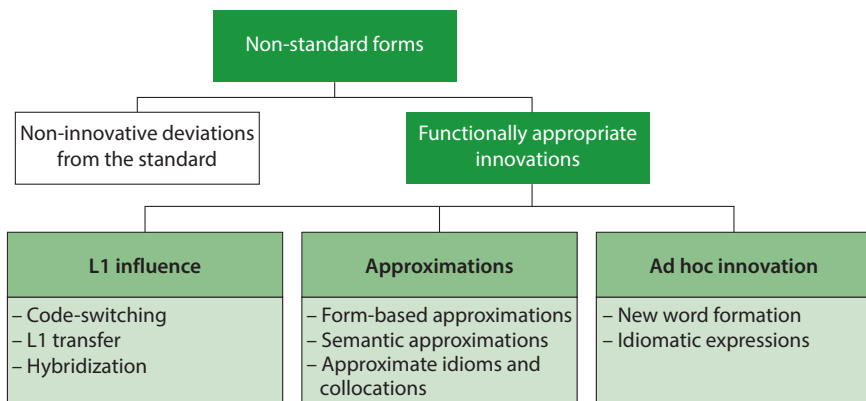 Non-standard forms
Non-innovative deviations
from the standard
Functionally appropriate
innovations
L1 influence
– Code-switching
– L1 transfer
– Hybridization
Approximations
– Form-based approximations
– Semantic approximations
– Approximate idioms and
collocations
Ad hoc innovation
– New word formation
– Idiomatic expressions